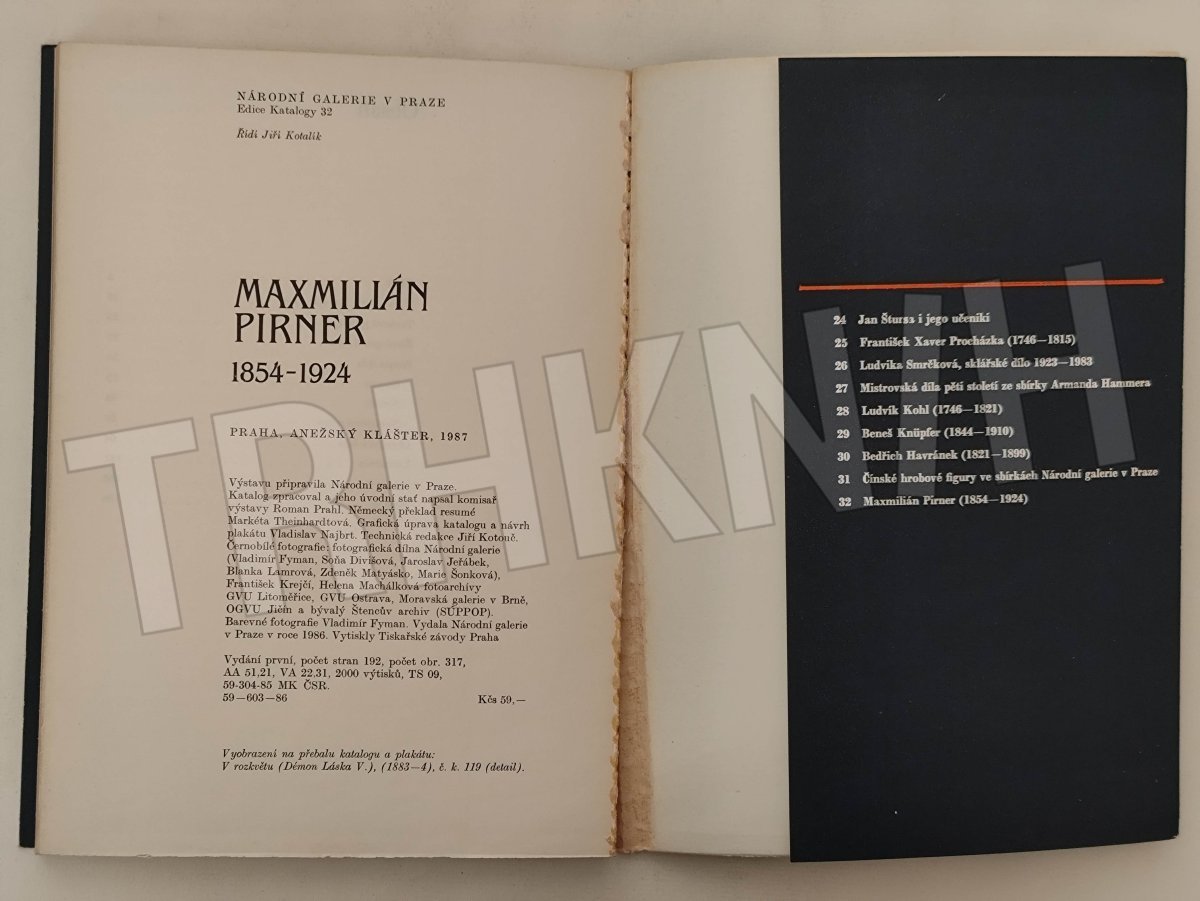 NÁRODNÍ GALERIE V PRAZE
Edice Katalogy 32
Řídí Jiří Kotalík
MAXMILIÁN
PIRNER
1854-1924
PRAHA, ANEŽSKÝ KLÁŠTER, 1987
Výstavu připravila Národní galerie v Praze.
Katalog zpracoval a jeho úvodní stať napsal komisař
výstavy Roman Prahl. Německý překlad resumé
Markéta Theinhardtová. Grafická úprava katalogu a návrh
plakátu Vladislav Najbrt. Technická redakce Jiří Kotouč.
Černobílé fotografie: fotografická dílna Národní galerie
(Vladimír Fyman, Soňa Divišová, Jaroslav Jeřábek,
Blanka Lamrová, Zdeněk Matyásko, Marie Šonková),
František Krejčí, Helena Machálková fotoarchívy
GVU Litoměřice, GVU Ostrava, Moravská galerie v Brně,
OGVU Jičín a bývalý Štencův archiv (SÚPPOP).
Barevné fotografie Vladimír Fyman. Vydala Národní galerie
v Praze v roce 1986. Vytiskly Tiskařské závody Praha
Vydání první, počet stran 192, počet obr. 317,
AA 51,21, VA 22,31, 2000 výtisků, TS 09,
59-304-85 MK ČSR.
59—603—86 Kčs 59,—
Vyobrazení na přebalu katalogu a plakátu:
V rozkvětu (Démon Láska V.), (1883—4), č. k. 119 (detail).
24 Jan Štursa i jego učeníki
25 František Xaver Procházka (1746—1815)
26 Ludvika Smrčková, sklářské dílo 1923—1983
27 Mistrovská díla pěti století ze sbírky Armanda Hammera
28 Ludvík Kohl (1746—1821)
29 Beneš Knüpfer (1844—1910)
30 Bedřich Havránek (1821—1899)
31 Čínské hrobové figury ve sbírkách Národní galerie v Praze
32 Maxmilián Pirner (1854—1924)
TRHKNIH